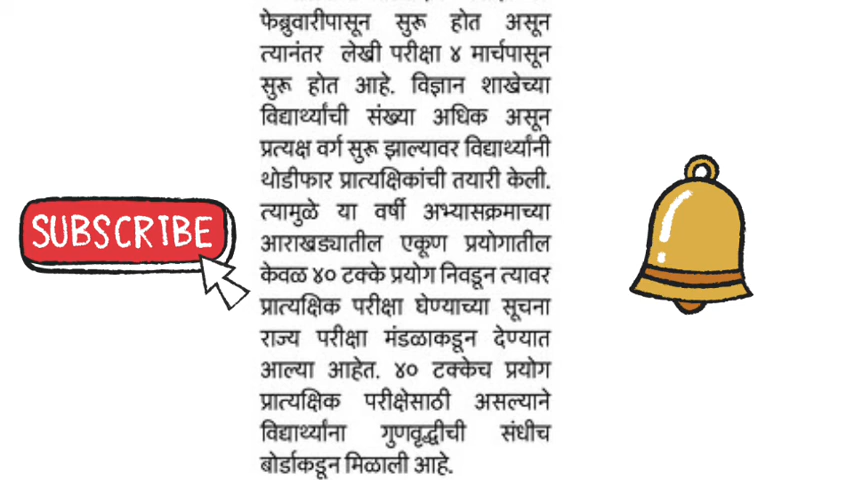 फेब्रुवारीपासून सुरू होत असून
त्यानंतर लेखी परीक्षा ४ मार्चपासून
सुरू होत आहे. विज्ञान शाखेच्या
विद्यार्थ्यांची संख्या अधिक असून
प्रत्यक्ष वर्ग सुरू झाल्यावर विद्यार्थ्यांनी
थोडीफार प्रात्यक्षिकांची तयारी केली.
त्यामुळे या वर्षी अभ्यासक्रमाच्या
आराखड्यातील एकूण प्रयोगातील
केवळ ४० टक्के प्रयोग निवडून त्यावर
प्रात्यक्षिक परीक्षा घेण्याच्या सूचना
राज्य परीक्षा मंडळाकडून देण्यात
आल्या आहेत. ४० टक्केच प्रयोग
प्रात्यक्षिक परीक्षेसाठी असल्याने
विद्यार्थ्यांना गुणवृद्धीची संधीच
बोर्डाकडून मिळाली आहे.
SUBSCRIBE